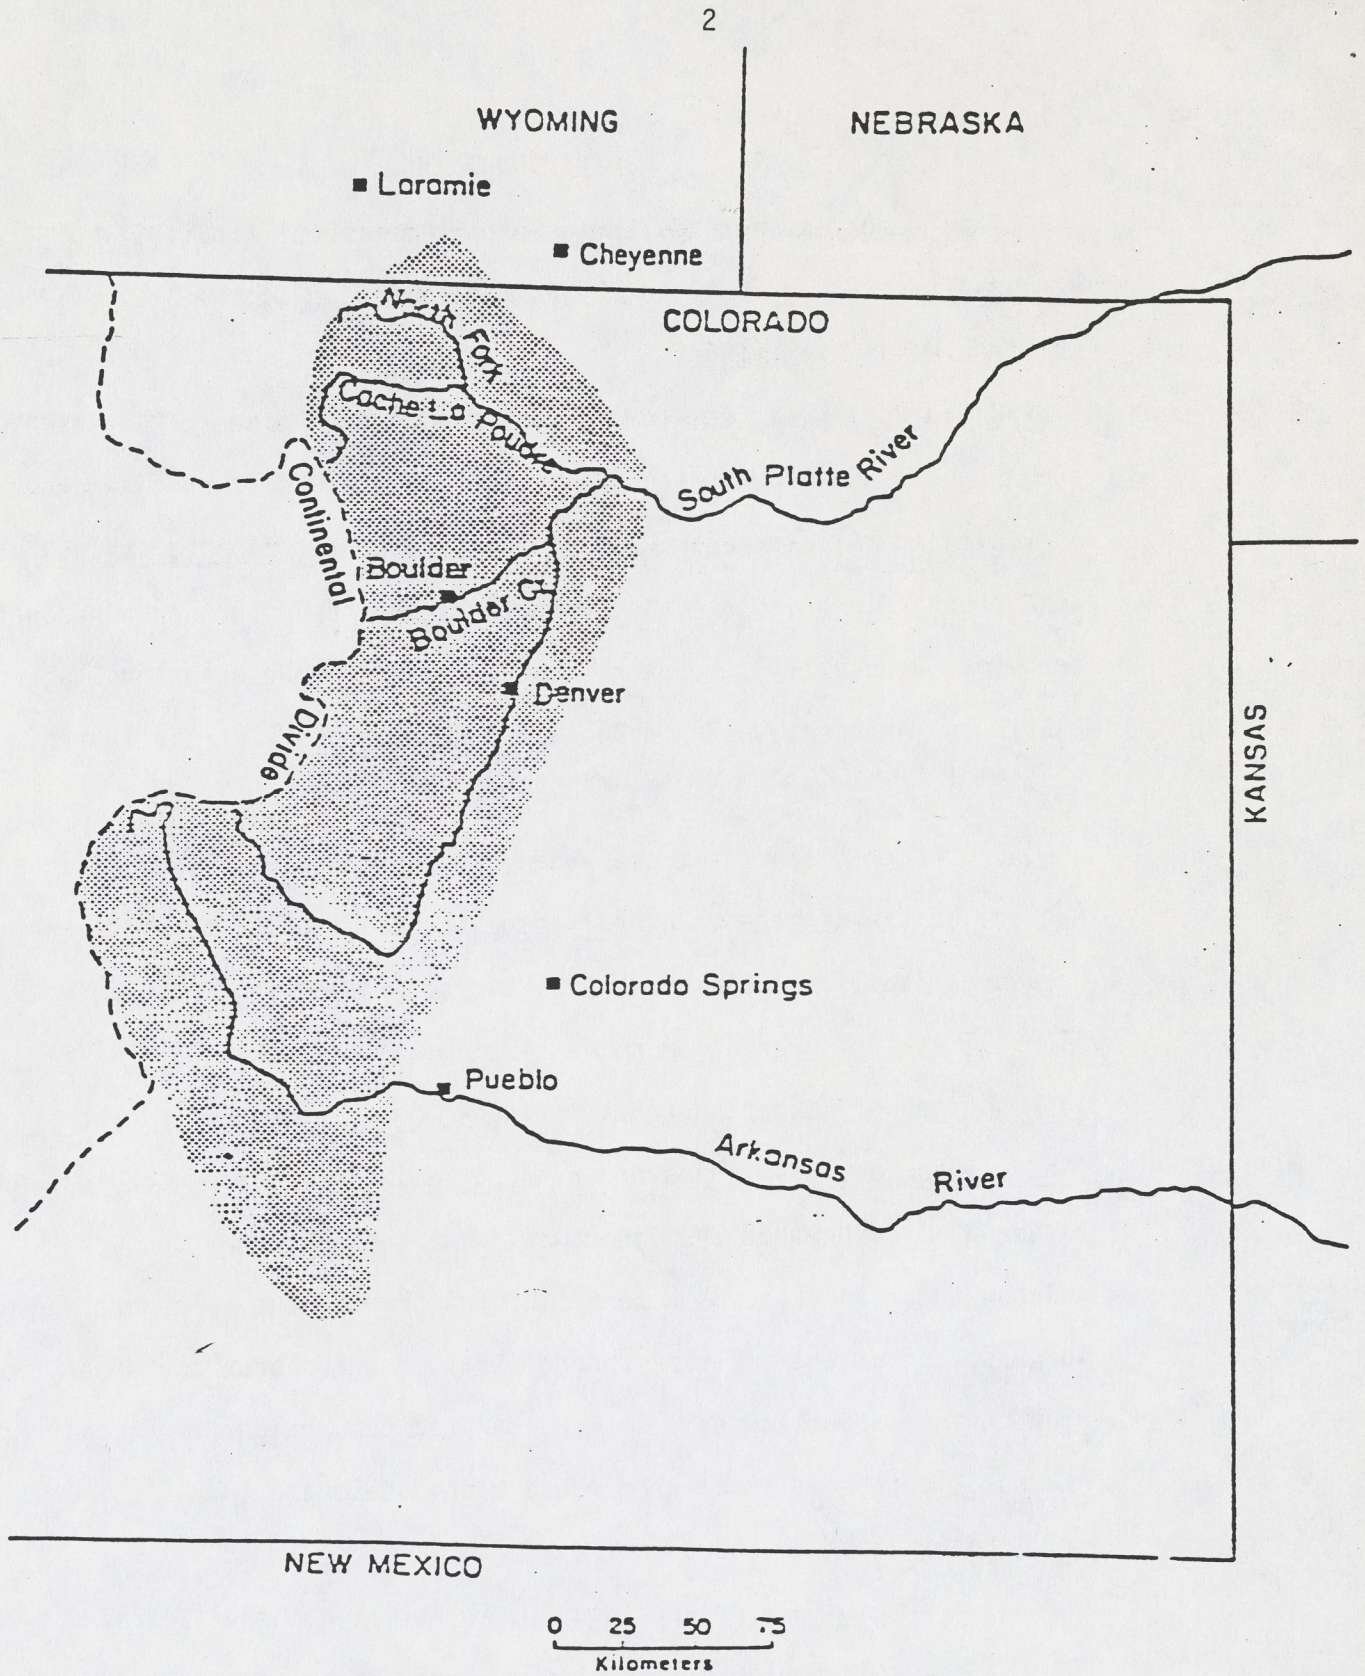 2
WYOMING
NEBRASKA
Laramie
Cheyenne
COLORADO
North Fork
Cache La Poudre
South Platte River
Continental
Boulder
Boulder Cr
Denver
Divide
KANSAS
Colorado Springs
Pueblo
Arkansas River
NEW MEXICO
0 25 50 75
Kilometers